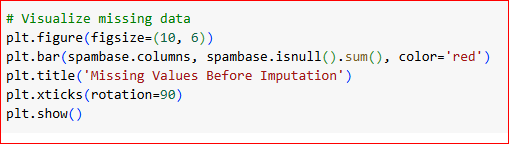 # Visualize missing data
plt.figure(figsize=(10, 6))
plt.bar(spambase.columns, spambase.isnull().sum(), color='red')
plt.title('Missing Values Before Imputation')
plt.xticks(rotation=90)
plt.show()